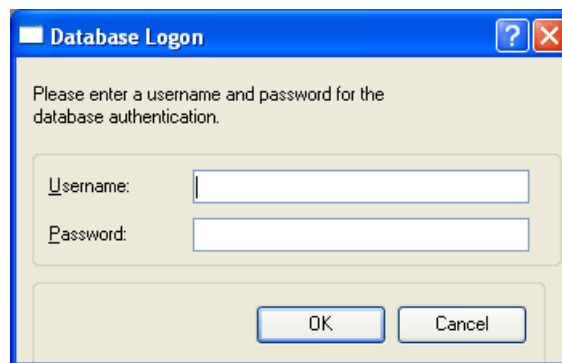 Database Logon
Please enter a username and password for the
database authentication.
Username:
Password:
OK Cancel